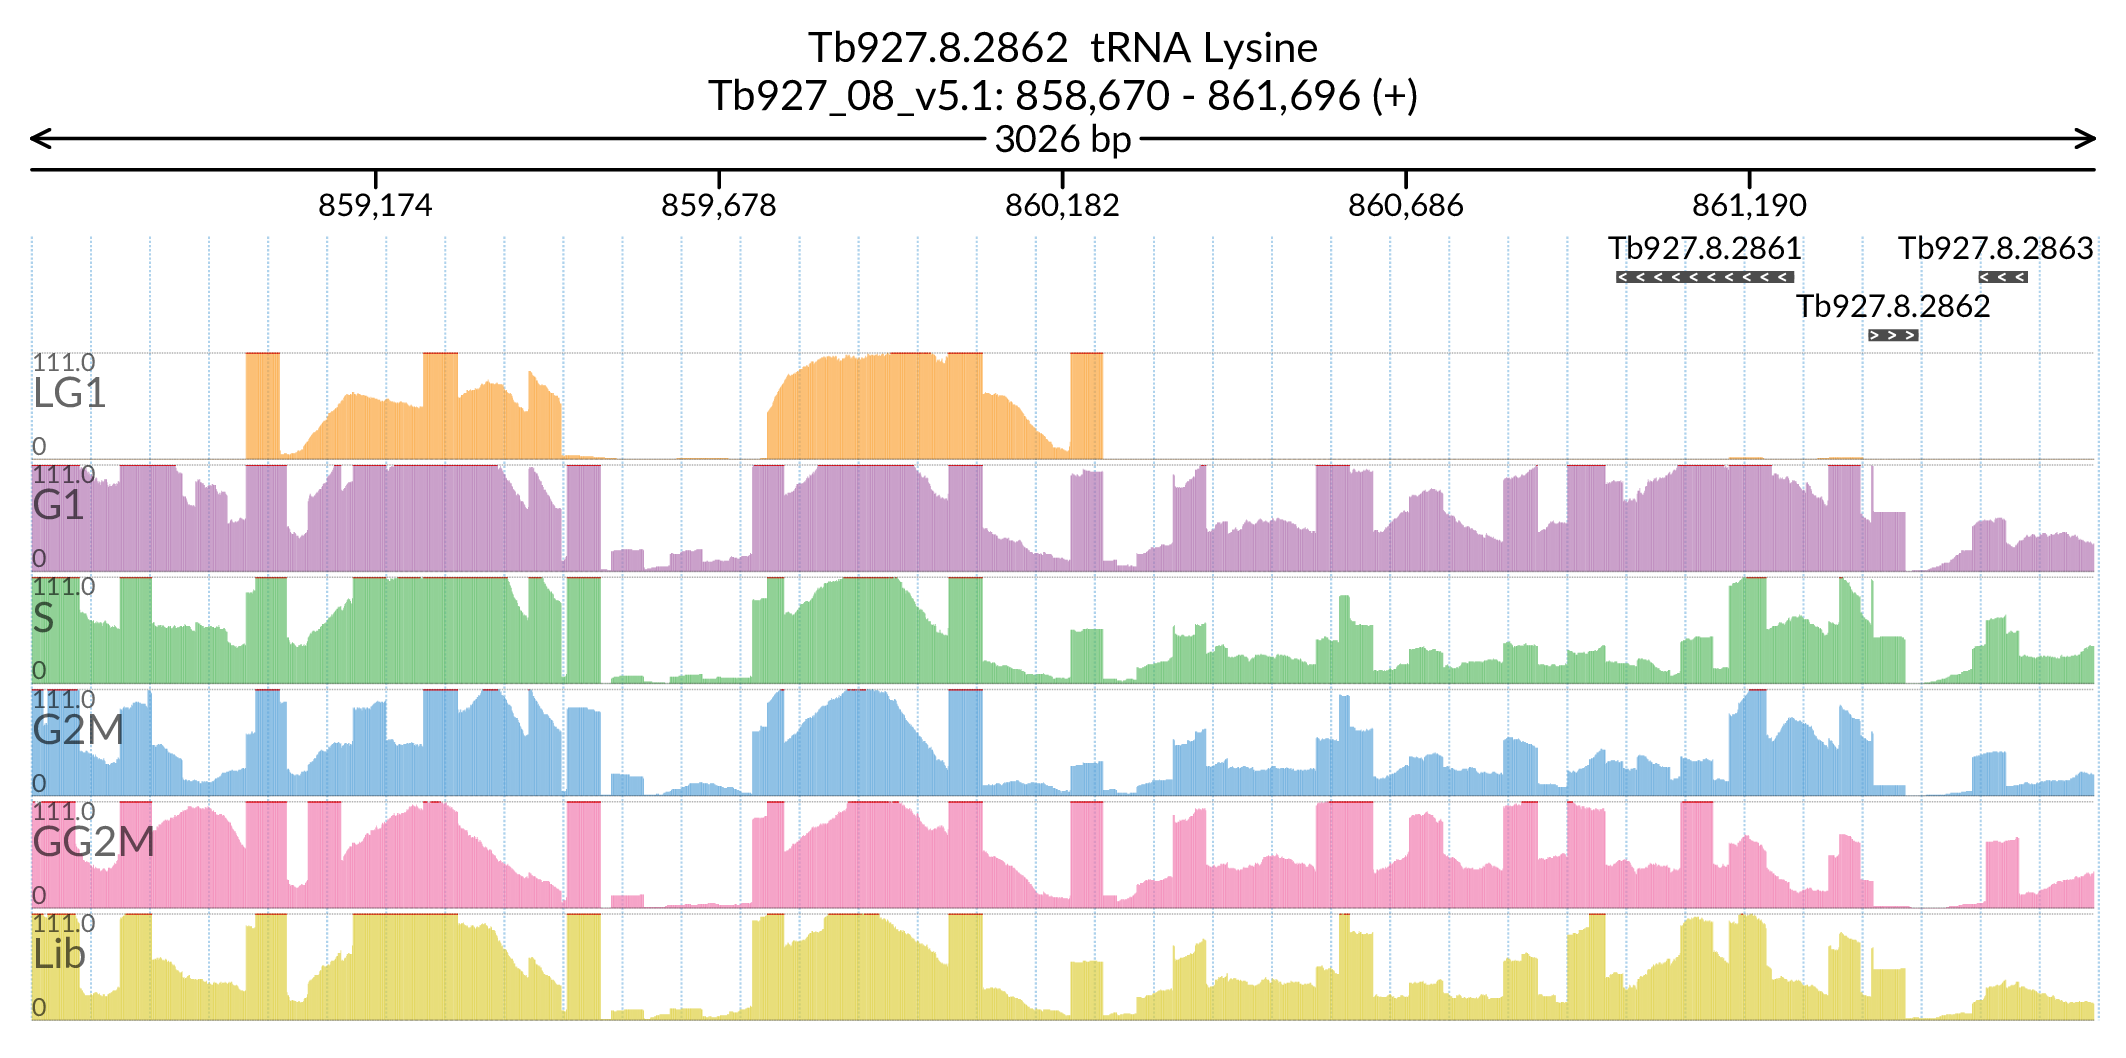 Tb927.8.2862 tRNA Lysine
Tb927_08_v5.1: 858,670 - 861,696 (+)
3026 bp
859,174 859,678 860,182 860,686 861,190
Tb927.8.2861 Tb927.8.2863
Tb927.8.2862
111.0
LG1
0
111.0
G1
0
111.0
S
0
111.0
G2M
0
111.0
GG2M
0
111.0
Lib
0